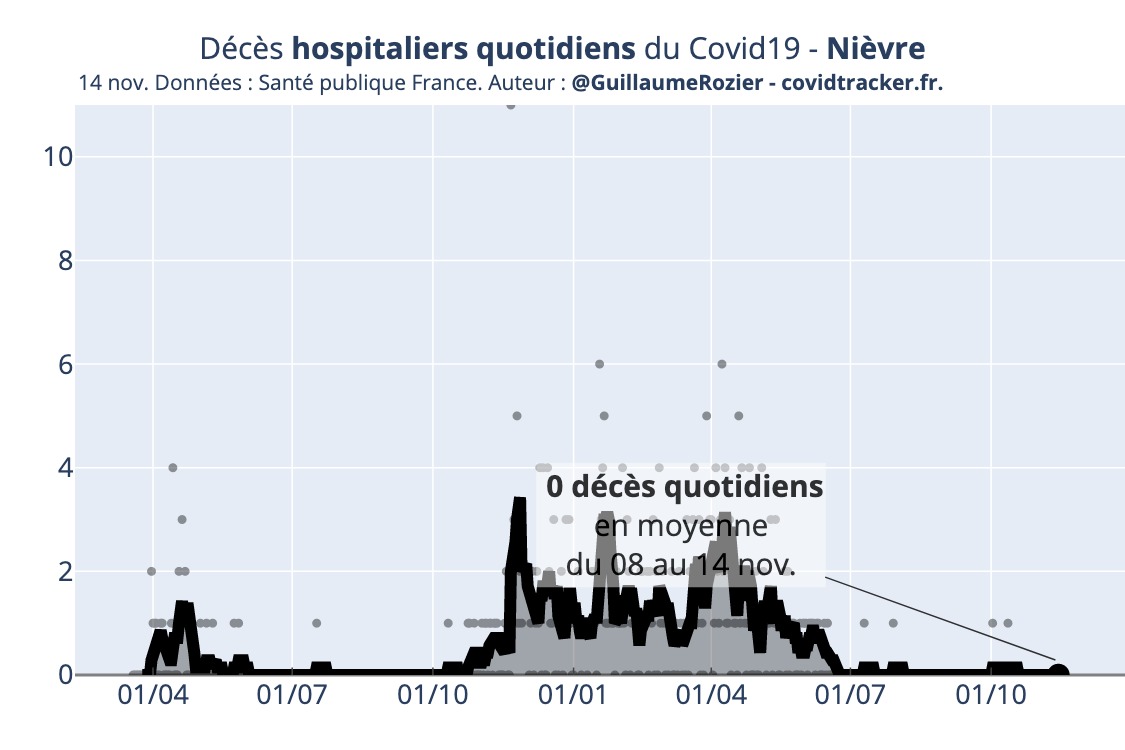 Décès hospitaliers quotidiens du Covid19 - Nièvre
14 nov. Données : Santé publique France. Auteur : @GuillaumeRozier - covidtracker.fr.
10
8
6
4
2
0
0 décès quotidiens
en moyenne
du 08 au 14 nov.
01/04 01/07 01/10 01/01 01/04 01/07 01/10